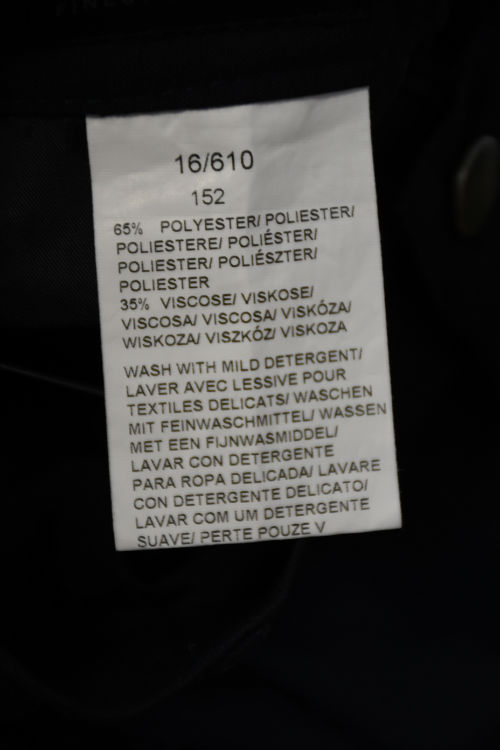 16/610
152
65% POLYESTER/ POLIESTER/
POLIESTERE/ POLIÉSTER/
POLIESTER/ POLIÉSZTER/
POLIESTER
35% VISCOSE/ VISKOSE/
VISCOSA/ VISCOSA/ VISKÓZA/
WISKOZA/ VISZKÓZ/ VISKOZA
WASH WITH MILD DETERGENT/
LAVER AVEC LESSIVE POUR
TEXTILES DELICATS/ WASCHEN
MIT FEINWASCHMITTEL/ WASSEN
MET EEN FIJNWASMIDDEL/
LAVAR CON DETERGENTE
PARA ROPA DELICADA/ LAVARE
CON DETERGENTE DELICATO/
LAVAR COM UM DETERGENTE
SUAVE/ PERTE POUZE V